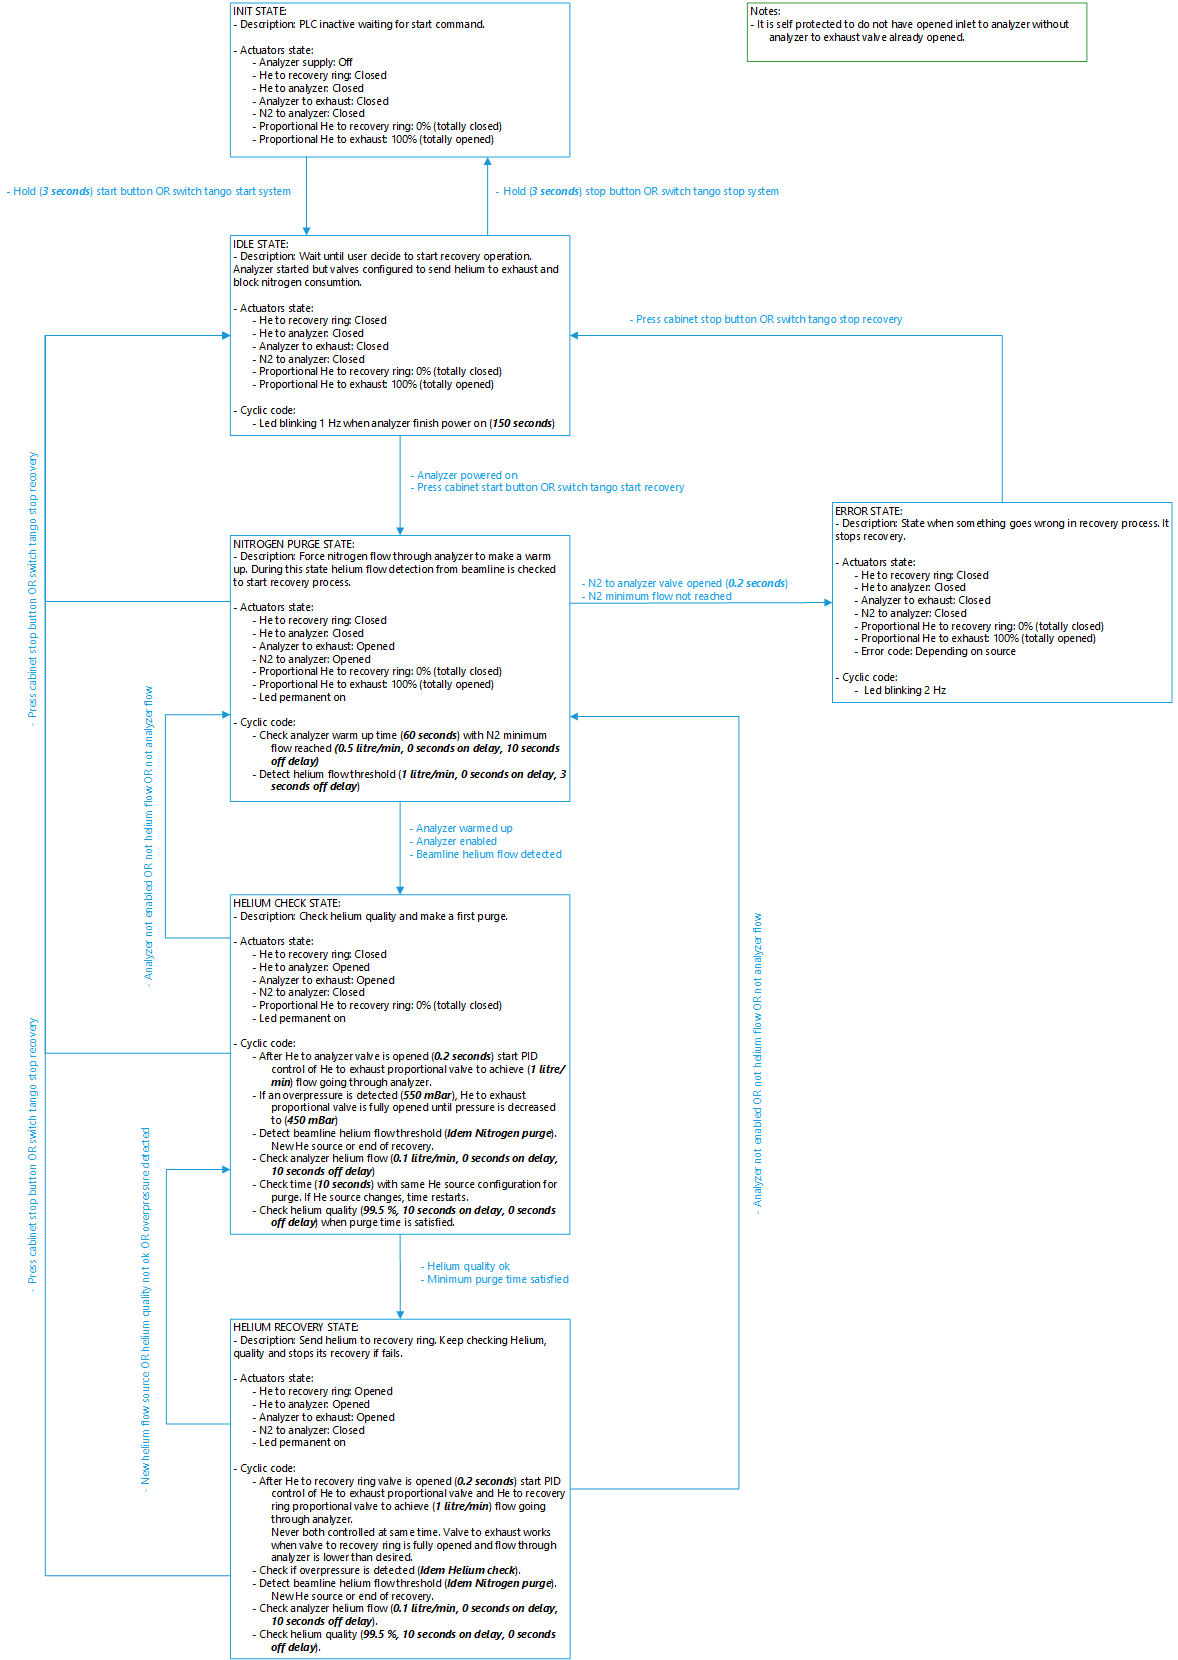 INIT STATE:
- Description: PLC inactive waiting for start command.
- Actuators state:
- Analyzer supply: Off
- He to recovery ring: Closed
- He to analyzer: Closed
- Analyzer to exhaust: Closed
- N2 to analyzer: Closed
- Proportional He to recovery ring: 0% (totally closed)
- Proportional He to exhaust: 100% (totally opened)
Notes:
- It is self protected to do not have opened inlet to analyzer without
analyzer to exhaust valve already opened.
- Hold (3 seconds) start button OR switch tango start system
- Hold (3 seconds) stop button OR switch tango stop system
IDLE STATE:
- Description: Wait until user decide to start recovery operation.
Analyzer started but valves configured to send helium to exhaust and
block nitrogen consumtion.
- Actuators state:
- He to recovery ring: Closed
- He to analyzer: Closed
- Analyzer to exhaust: Closed
- N2 to analyzer: Closed
- Proportional He to recovery ring: 0% (totally closed)
- Proportional He to exhaust: 100% (totally opened)
- Cyclic code:
- Led blinking 1 Hz when analyzer finish power on (150 seconds)
- Press cabinet stop button OR switch tango stop recovery
- Analyzer powered on
- Press cabinet start button OR switch tango start recovery
- Press cabinet stop button OR switch tango stop recovery
NITROGEN PURGE STATE:
- Description: Force nitrogen flow through analyzer to make a warm
up. During this state helium flow detection from beamline is checked
to start recovery process.
- Actuators state:
- He to recovery ring: Closed
- He to analyzer: Closed
- Analyzer to exhaust: Opened
- N2 to analyzer: Opened
- Proportional He to recovery ring: 0% (totally closed)
- Proportional He to exhaust: 100% (totally opened)
- Led permanent on
- Cyclic code:
- Check analyzer warm up time (60 seconds) with N2 minimum
flow reached (0.5 litre/min, 0 seconds on delay, 10 seconds
off delay)
- Detect helium flow threshold (1 litre/min, 0 seconds on delay, 3
seconds off delay)
- N2 to analyzer valve opened (0.2 seconds)
- N2 minimum flow not reached
ERROR STATE:
- Description: State when something goes wrong in recovery process. It
stops recovery.
- Actuators state:
- He to recovery ring: Closed
- He to analyzer: Closed
- Analyzer to exhaust: Closed
- N2 to analyzer: Closed
- Proportional He to recovery ring: 0% (totally closed)
- Proportional He to exhaust: 100% (totally opened)
- Error code: Depending on source
- Cyclic code:
- Led blinking 2 Hz
- Analyzer warmed up
- Analyzer enabled
- Beamline helium flow detected
- Analyzer not enabled OR not helium flow OR not analyzer flow
HELIUM CHECK STATE:
- Description: Check helium quality and make a first purge.
- Actuators state:
- He to recovery ring: Closed
- He to analyzer: Opened
- Analyzer to exhaust: Opened
- N2 to analyzer: Closed
- Proportional He to recovery ring: 0% (totally closed)
- Led permanent on
- Cyclic code:
- After He to analyzer valve is opened (0.2 seconds) start PID
control of He to exhaust proportional valve to achieve (1 litre/
min) flow going through analyzer.
- If an overpressure is detected (550 mBar), He to exhaust
proportional valve is fully opened until pressure is decreased
to (450 mBar)
- Detect beamline helium flow threshold (Idem Nitrogen purge).
New He source or end of recovery.
- Check analyzer helium flow (0.1 litre/min, 0 seconds on delay,
10 seconds off delay)
- Check time (10 seconds) with same He source configuration for
purge. If He source changes, time restarts.
- Check helium quality (99.5 %, 10 seconds on delay, 0 seconds
off delay) when purge time is satisfied.
- Analyzer not enabled OR not helium flow OR not analyzer flow
- Press cabinet stop button OR switch tango stop recovery
- New helium flow source OR helium quality not ok OR overpressure detected
- Helium quality ok
- Minimum purge time satisfied
HELIUM RECOVERY STATE:
- Description: Send helium to recovery ring. Keep checking Helium,
quality and stops its recovery if fails.
- Actuators state:
- He to recovery ring: Opened
- He to analyzer: Opened
- Analyzer to exhaust: Opened
- N2 to analyzer: Closed
- Led permanent on
- Cyclic code:
- After He to recovery ring valve is opened (0.2 seconds) start PID
control of He to exhaust proportional valve and He to recovery
ring proportional valve to achieve (1 litre/min) flow going
through analyzer.
Never both controlled at same time. Valve to exhaust works
when valve to recovery ring is fully opened and flow through
analyzer is lower than desired.
- Check if overpressure is detected (Idem Helium check).
- Detect beamline helium flow threshold (Idem Nitrogen purge).
New He source or end of recovery.
- Check analyzer helium flow (0.1 litre/min, 0 seconds on delay,
10 seconds off delay).
- Check helium quality (99.5 %, 10 seconds on delay, 0 seconds
off delay).